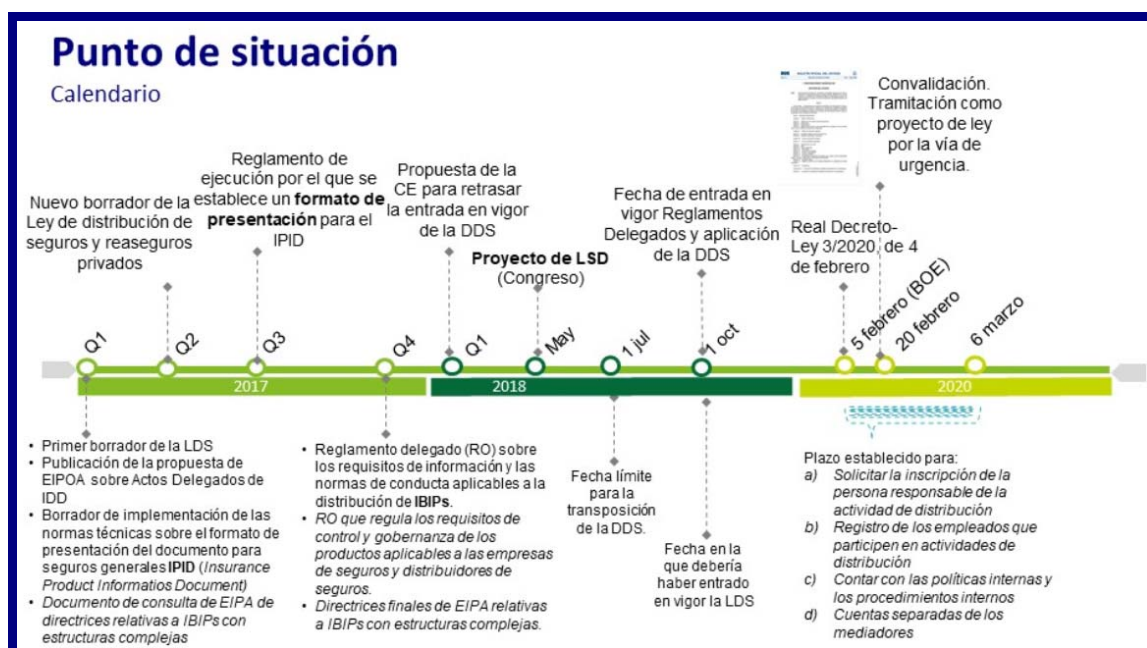 Punto de situación
Calendario
Nuevo borrador de la
Ley de distribución de
seguros y reaseguros
privados
Reglamento de
ejecución por el que se
establece un formato de
presentación para el
IPID
Propuesta de la
CE para retrasar
la entrada en vigor
de la DDS
Proyecto de LSD
(Congreso)
Fecha de entrada en
vigor Reglamentos
Delegados y aplicación
de la DDS
Real Decreto-
Ley 3/2020, de 4
de febrero
Convalidación.
Tramitación como
proyecto de ley
por la vía de
urgencia.
Q1
Q2
Q3
Q4
Q1
May
1 jul
1 oct
5 febrero (BOE)
20 febrero
6 marzo
2017
2018
2020
• Primer borrador de la LDS
• Publicación de la propuesta de
EIPOA sobre Actos Delegados de
IDD
• Borrador de implementación de las
normas técnicas sobre el formato de
presentación del documento para
seguros generales IPID (Insurance
Product Informatios Document)
• Documento de consulta de EIPA de
directrices relativas a IBIPs con
estructuras complejas
• Reglamento delegado (RO) sobre
los requisitos de información y las
normas de conducta aplicables a la
distribución de IBIPs.
• RO que regula los requisitos de
control y gobernanza de los
productos aplicables a las empresas
de seguros y distribuidores de
seguros.
• Directrices finales de EIPA relativas
a IBIPs con estructuras complejas.
Fecha límite
para la
transposición
de la DDS.
Fecha en la
que debería
haber entrado
en vigor la LDS
Plazo establecido para:
a) Solicitar la inscripción de la
persona responsable de la
actividad de distribución
b) Registro de los empleados que
participen en actividades de
distribución
c) Contar con las políticas internas y
los procedimientos internos
d) Cuentas separadas de los
mediadores